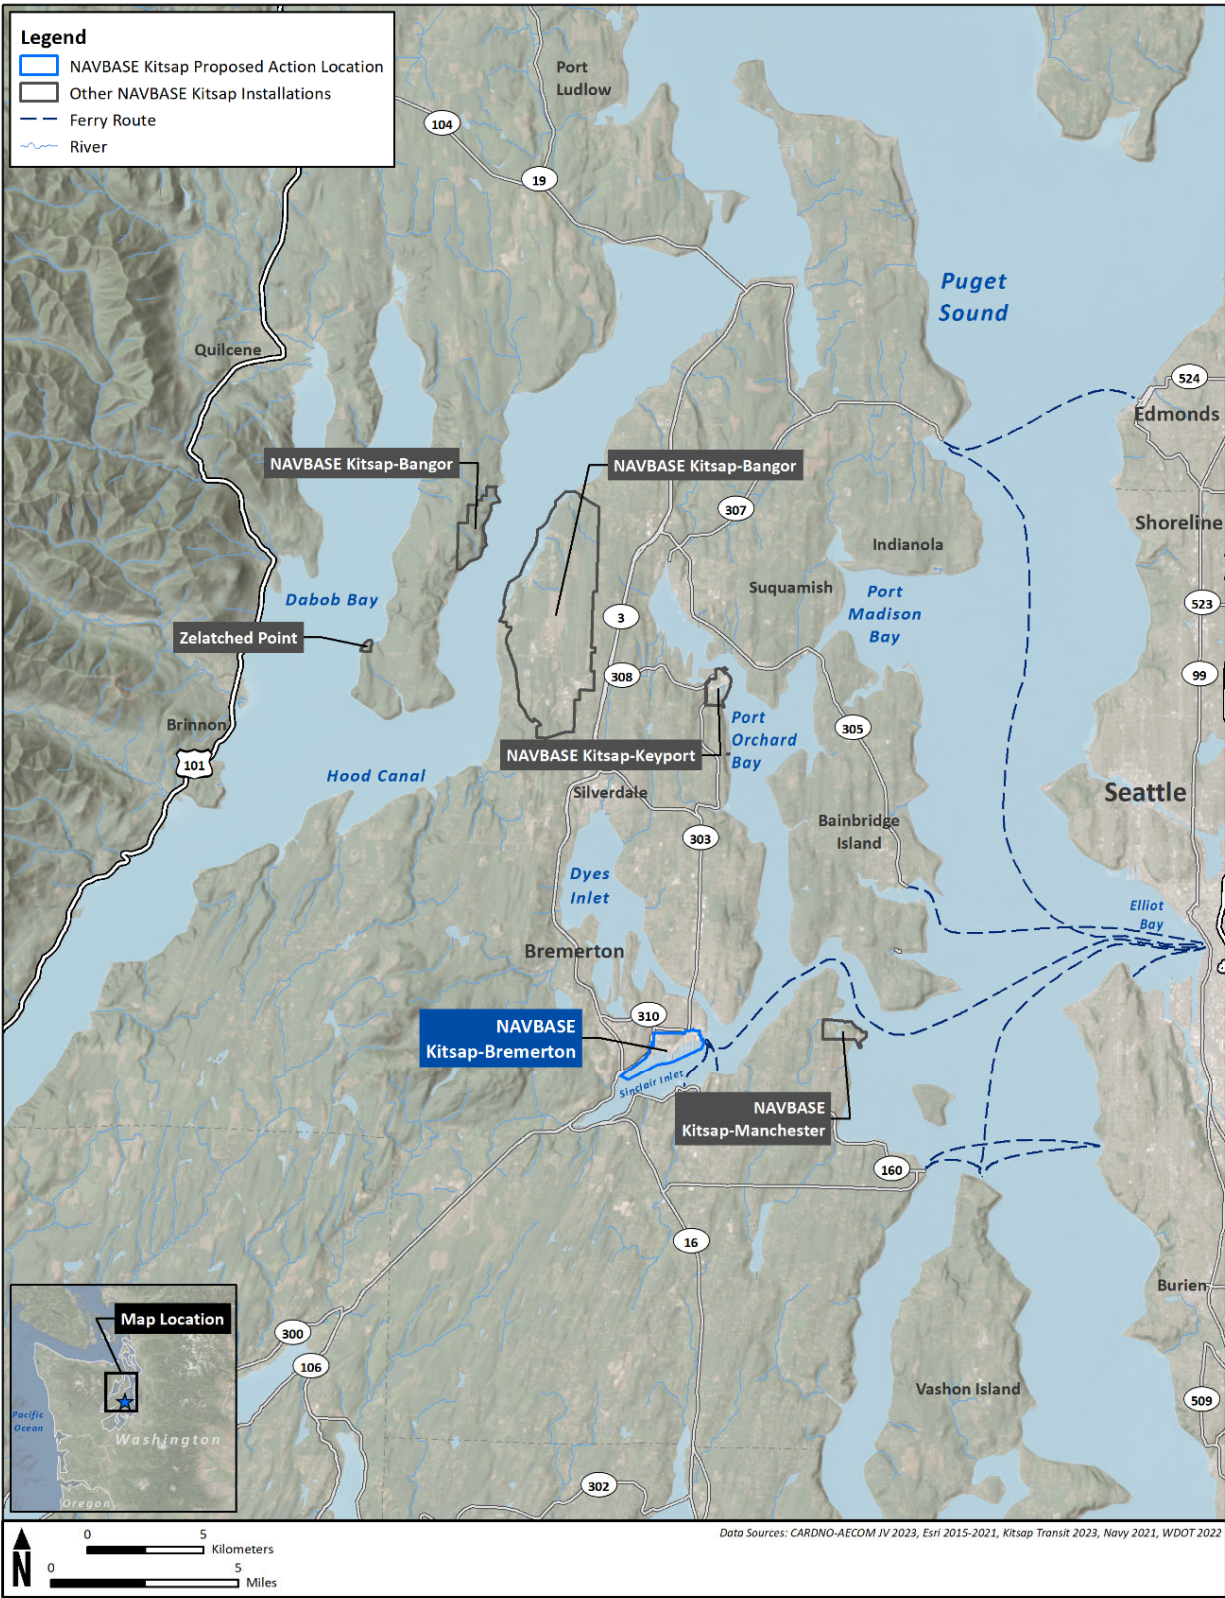 Legend
NAVBASE Kitsap Proposed Action Location
Other NAVBASE Kitsap Installations
Ferry Route
River
Port
Ludlow
104
19
Puget
Sound
Quilcene
524
Edmonds
NAVBASE Kitsap-Bangor
NAVBASE Kitsap-Bangor
307
Shoreline
Indianola
Suquamish
Dabob Bay
Port
Madison
Bay
523
3
Zelatched Point
308
99
Port
Orchard
Bay
Brinnon
305
NAVBASE Kitsap-Keyport
101
Hood Canal
Silverdale
Seattle
Bainbridge
Island
303
Dyes
Inlet
Elliot
Bay
Bremerton
310
NAVBASE
Kitsap-Bremerton
Sinclair Inlet
NAVBASE
Kitsap-Manchester
160
16
Burien
Map Location
300
106
Vashon Island
509
Pacific
Ocean
Washington
Oregon
302
N
0 5
Kilometers
0 5
Miles
Data Sources: CARDNO-AECOM JV 2023, Esri 2015-2021, Kitsap Transit 2023, Navy 2021, WDOT 2022